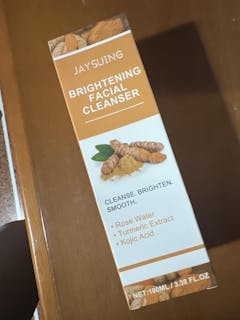 JAYSUING
BRIGHTENING
FACIAL
CLEANSER
CLEANSE. BRIGHTEN.
SMOOTH.
• Rose Water
• Turmeric Extract
• Kojic Acid
NET:100ML / 3.38 FL.OZ